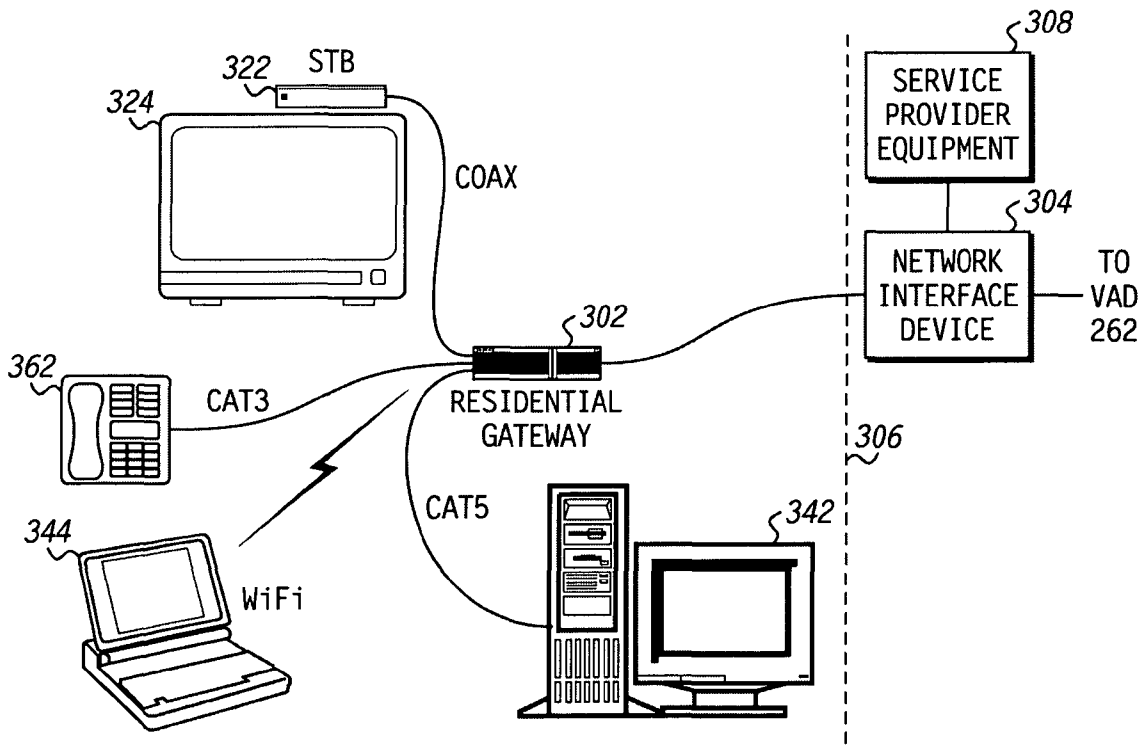 308
SERVICE
PROVIDER
EQUIPMENT
322
STB
324
COAX
304
NETWORK
INTERFACE
DEVICE
TO
VAD
262
302
RESIDENTIAL
GATEWAY
362
CAT3
306
CAT5
342
344
WiFi